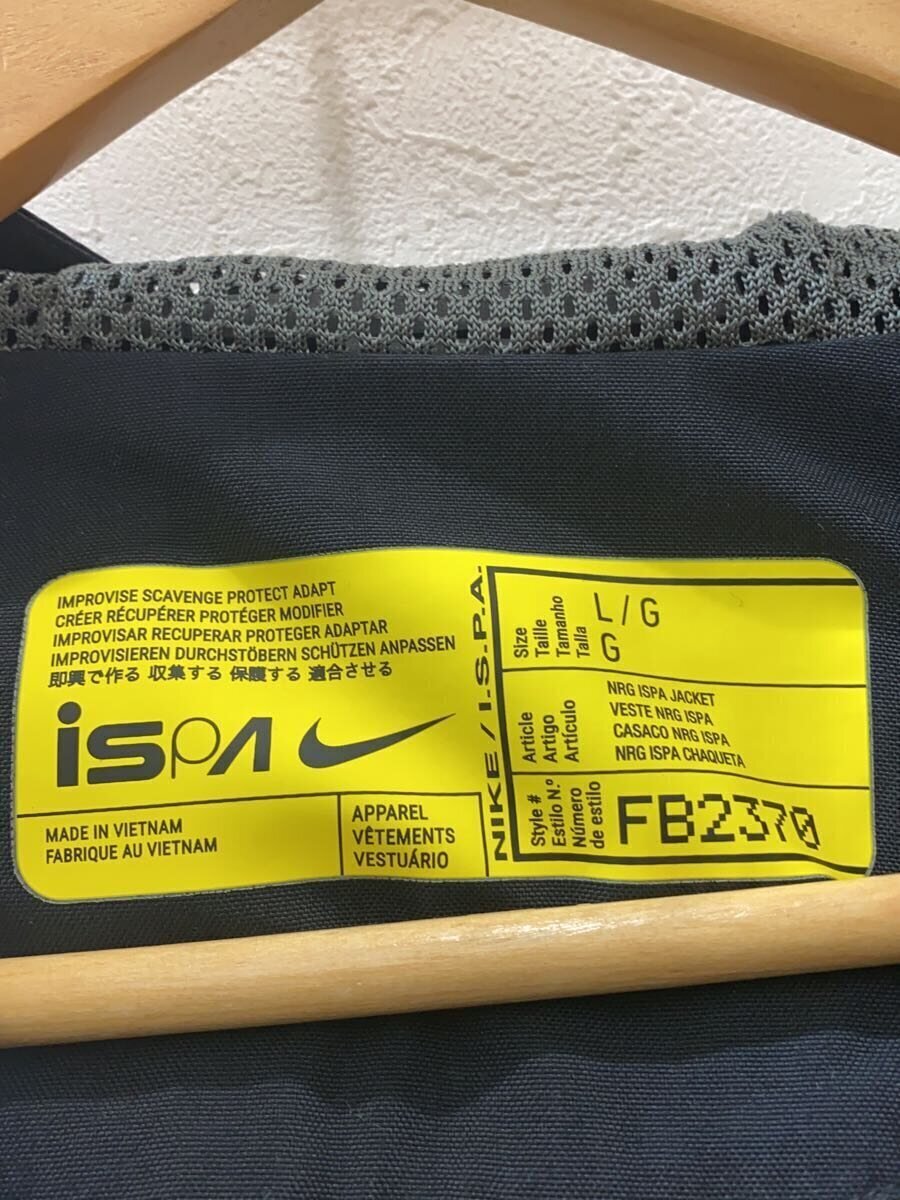 IMPROVISE SCAVENGE PROTECT ADAPT
CRÉER RÉCUPÉRER PROTÉGER MODIFIER
IMPROVISAR RECUPERAR PROTEGER ADAPTAR
IMPROVISIEREN DURCHSTÖBERN SCHÜTZEN ANPASSEN
即興で作る 収集する 保護する 適合させる
iSPA
MADE IN VIETNAM
FABRIQUE AU VIETNAM
APPAREL
VÊTEMENTS
VESTUÁRIO
NIKE / I.S.P.A.
Size
Taille
Tamanho
Talla
L/G
G
Article
Artigo
Artículo
NRG ISPA JACKET
VESTE NRG ISPA
CASACO NRG ISPA
NRG ISPA CHAQUETA
Style #
Estilo N.º
Número
de estilo
FB2370